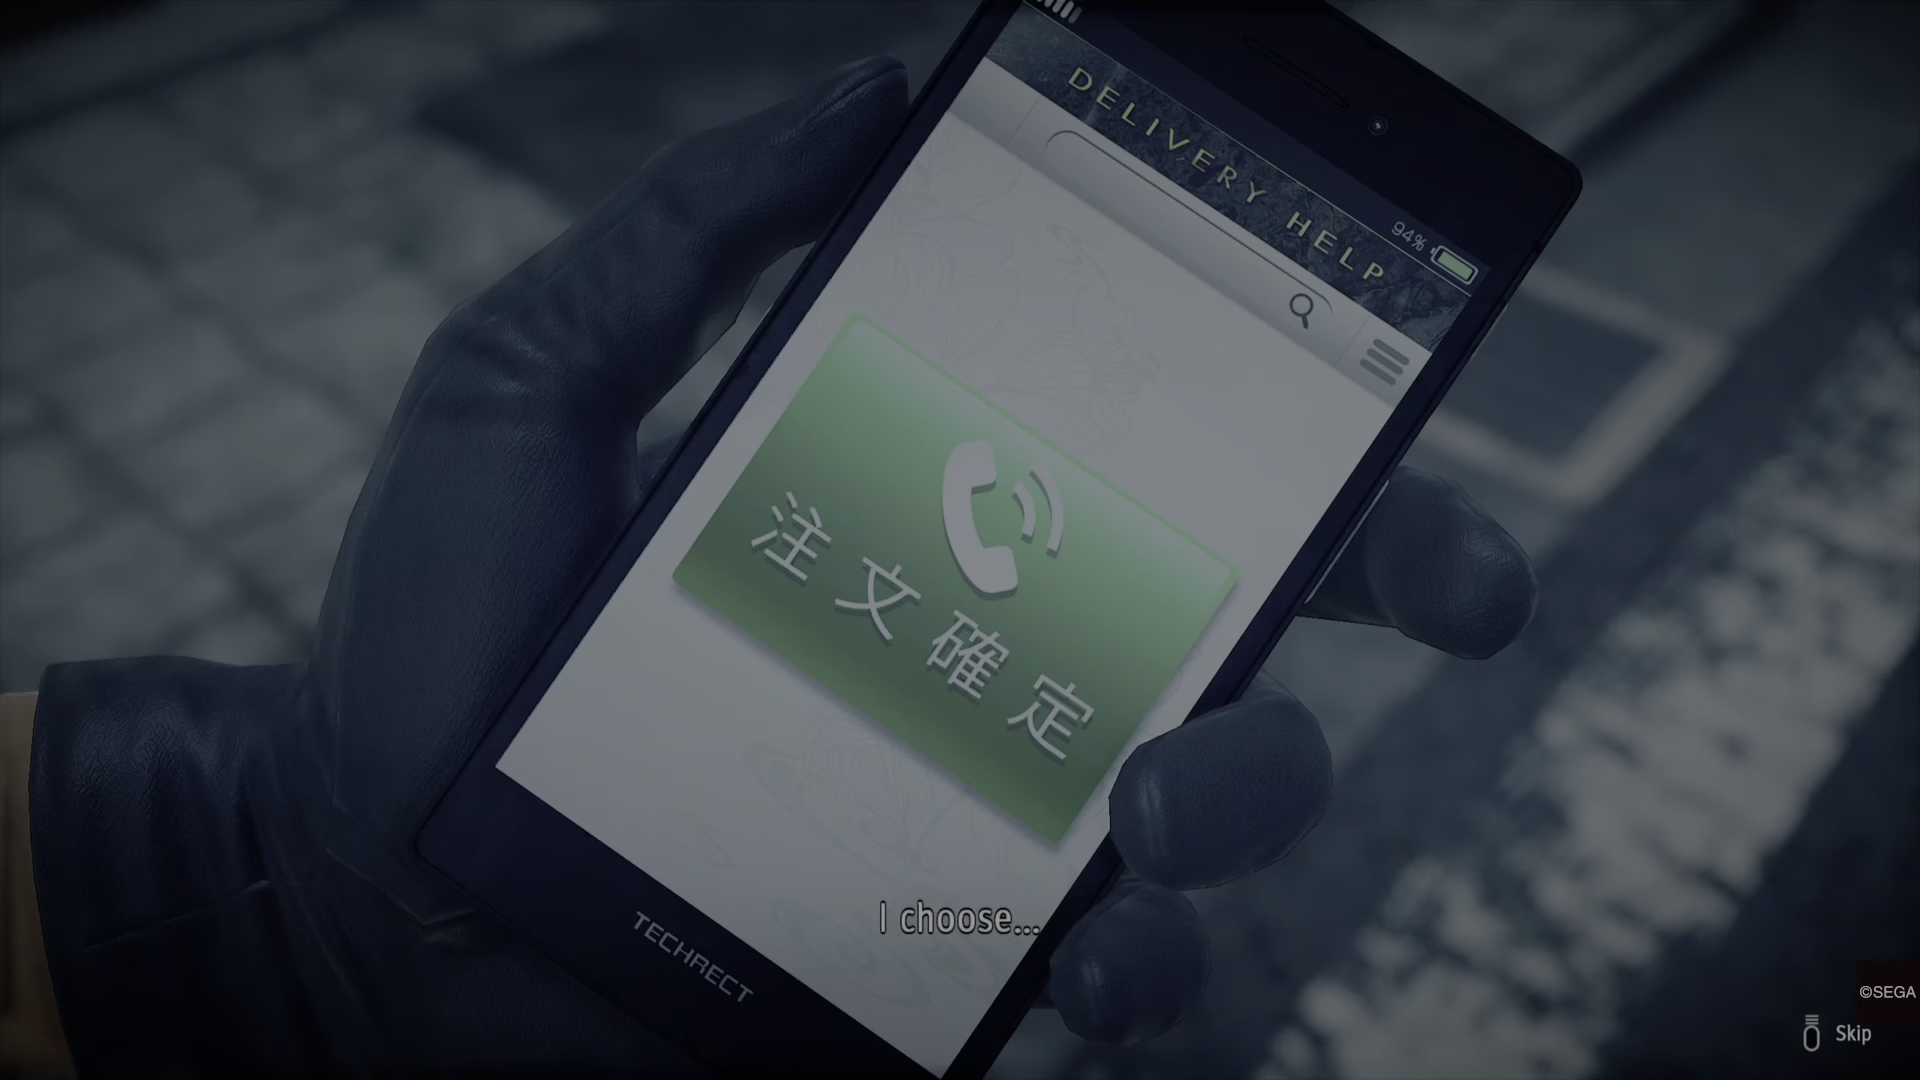 DELIVERY HELP
94%
注文確定
TECHRECT
I choose...
©SEGA
Skip